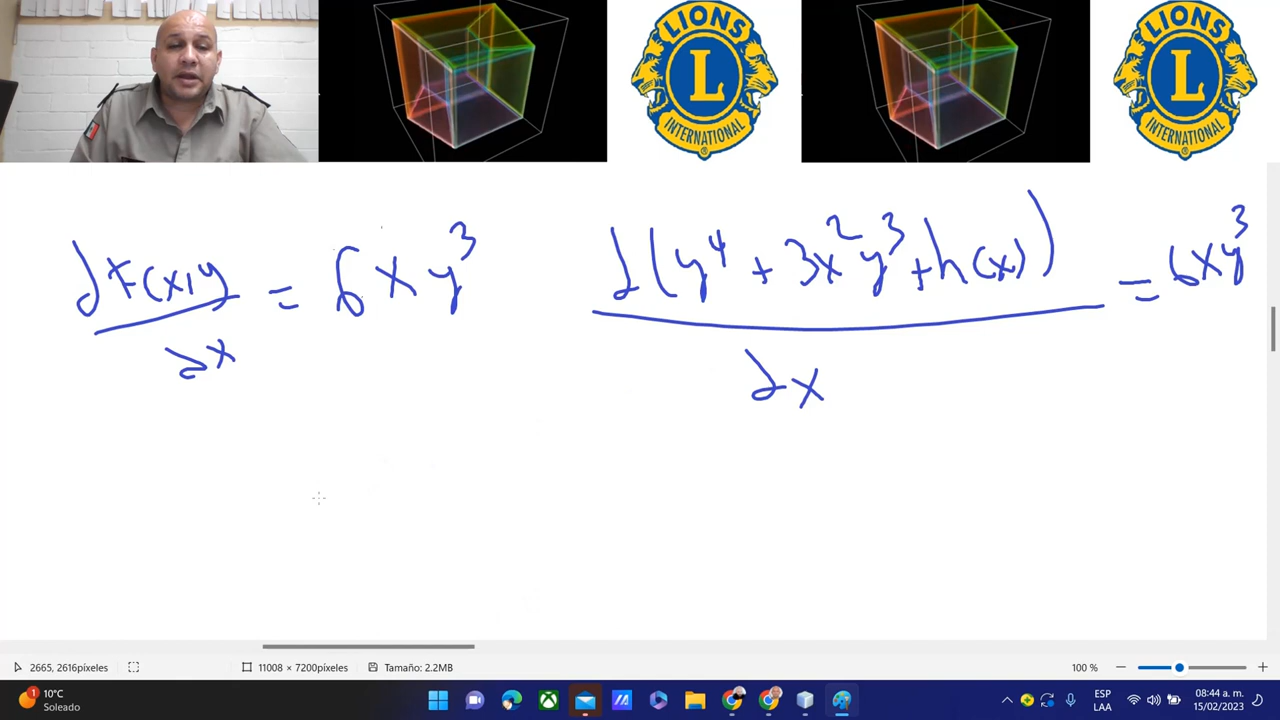 LIONS
L
INTERNATIONAL
®
LIONS
L
INTERNATIONAL
®
∂f(x,y = 6xy³
∂x
∂(y⁴ + 3x²y³ + h(x)) = 6xy³
∂x
2665, 2616píxeles
11008 × 7200píxeles
Tamaño: 2.2MB
100 %
1
10°C
Soleado
ESP
LAA
08:44 a. m.
15/02/2023